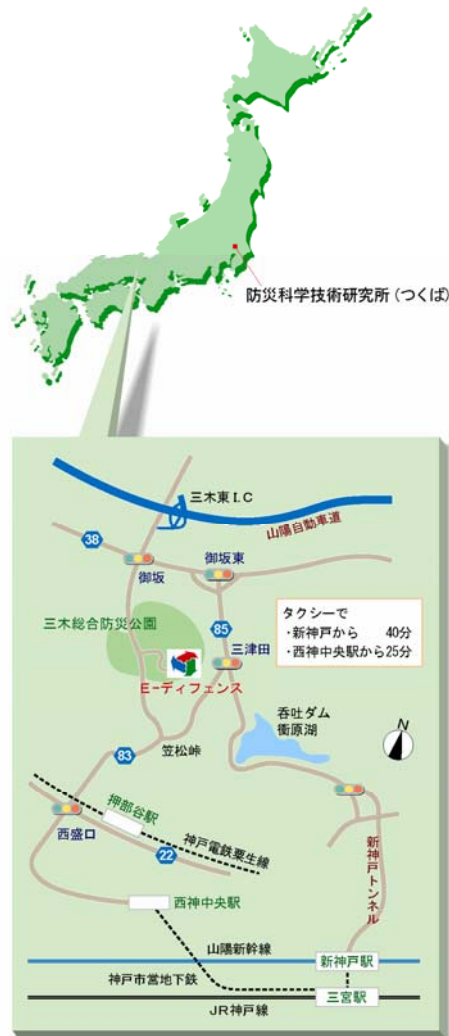 防災科学技術研究所(つくば)
三木東I.C
山陽自動車道
38
御坂東
御坂
三木総合防災公園
85
タクシーで
・新神戸から 40分
・西神中央駅から25分
三津田
E-ディフェンス
呑吐ダム
衝原湖
N
笠松峠
83
押部谷駅
西盛口
神戸電鉄粟生線
22
新神戸トンネル
西神中央駅
山陽新幹線
新神戸駅
神戸市営地下鉄
三宮駅
JR神戸線